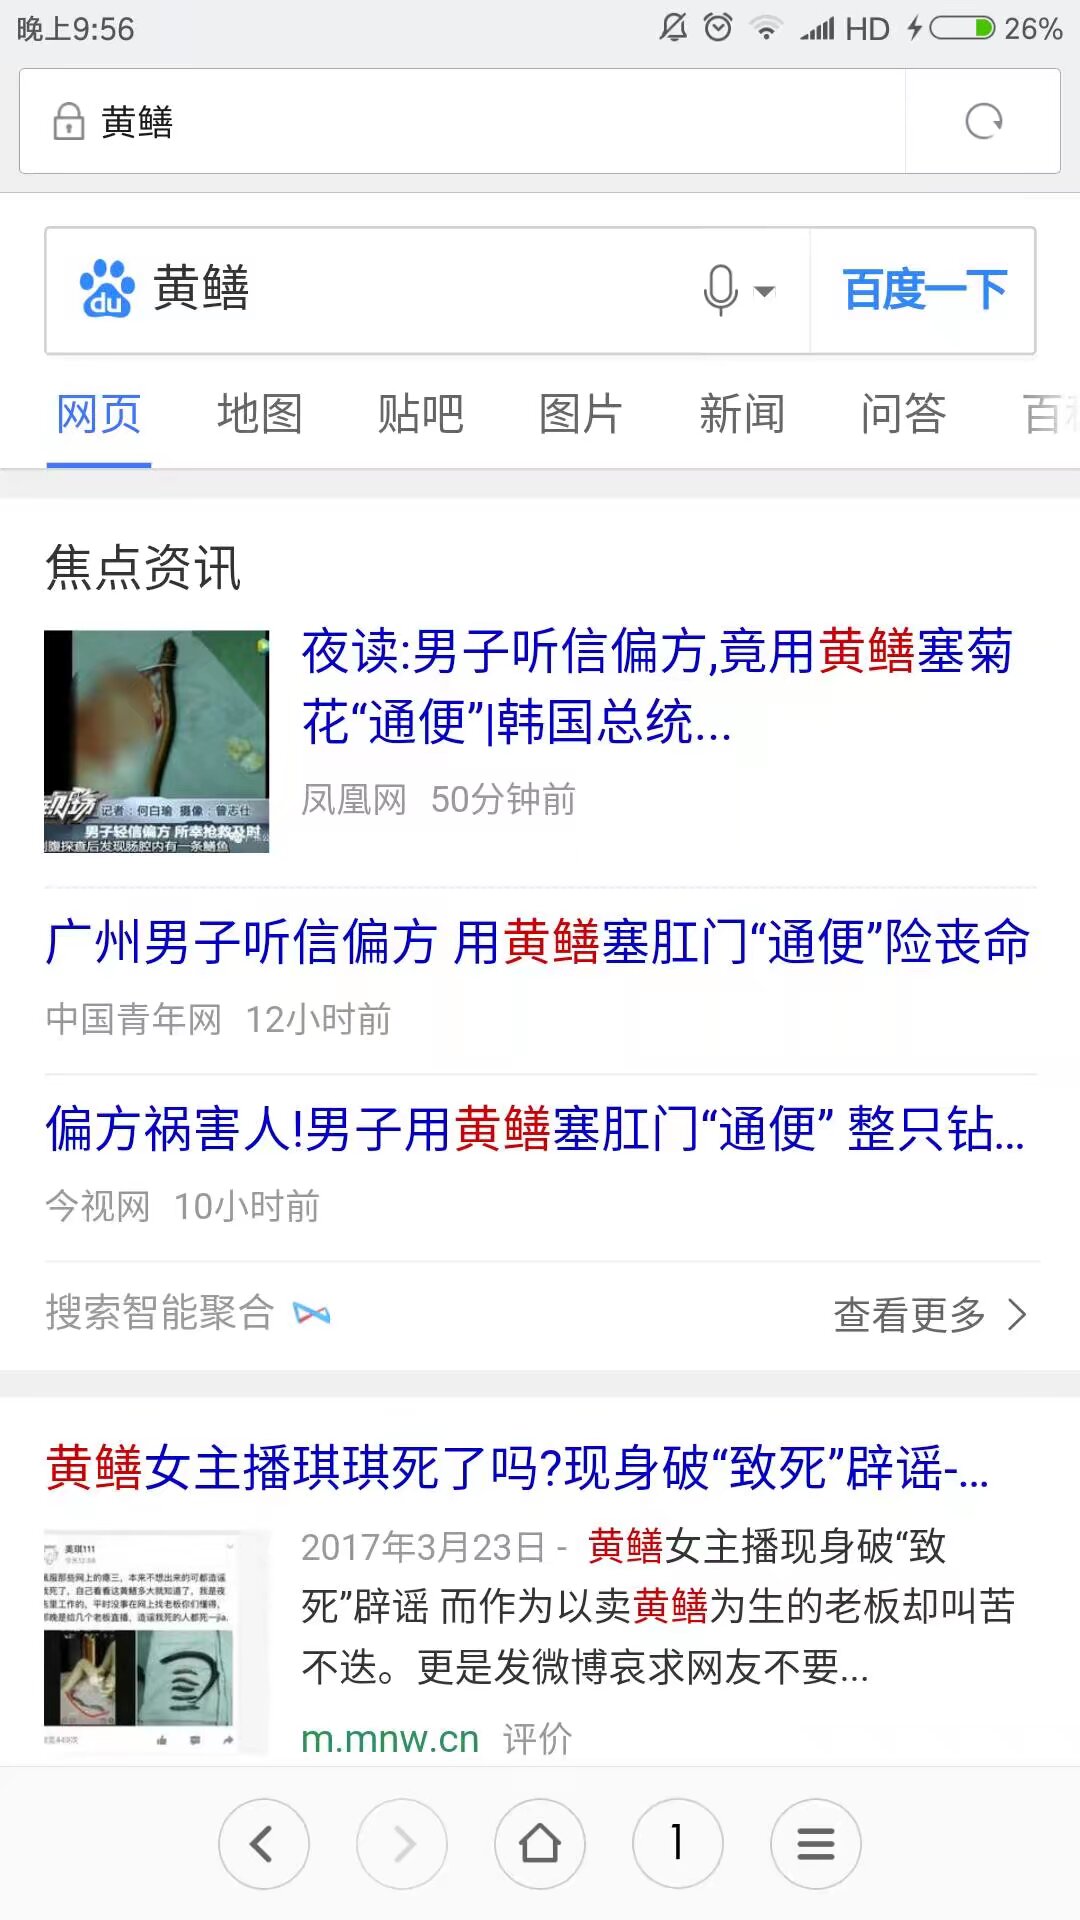 晚上9:56
HD
26%
黄鳝
du
黄鳝
百度一下
网页
地图
贴吧
图片
新闻
问答
百
焦点资讯
夜读:男子听信偏方,竟用黄鳝塞菊
花“通便”|韩国总统...
凤凰网 50分钟前
记者：何白瑜 摄像：曾志仕
男子轻信偏方 所幸抢救及时
腹探查后发现肠腔内有一条鳝鱼
广州男子听信偏方 用黄鳝塞肛门“通便”险丧命
中国青年网 12小时前
偏方祸害人!男子用黄鳝塞肛门“通便” 整只钻...
今视网 10小时前
搜索智能聚合
查看更多
黄鳝女主播琪琪死了吗?现身破“致死”辟谣-...
美琪111
2017年3月23日 - 黄鳝女主播现身破“致
死”辟谣 而作为以卖黄鳝为生的老板却叫苦
不迭。更是发微博哀求网友不要...
m.mnw.cn 评价
1